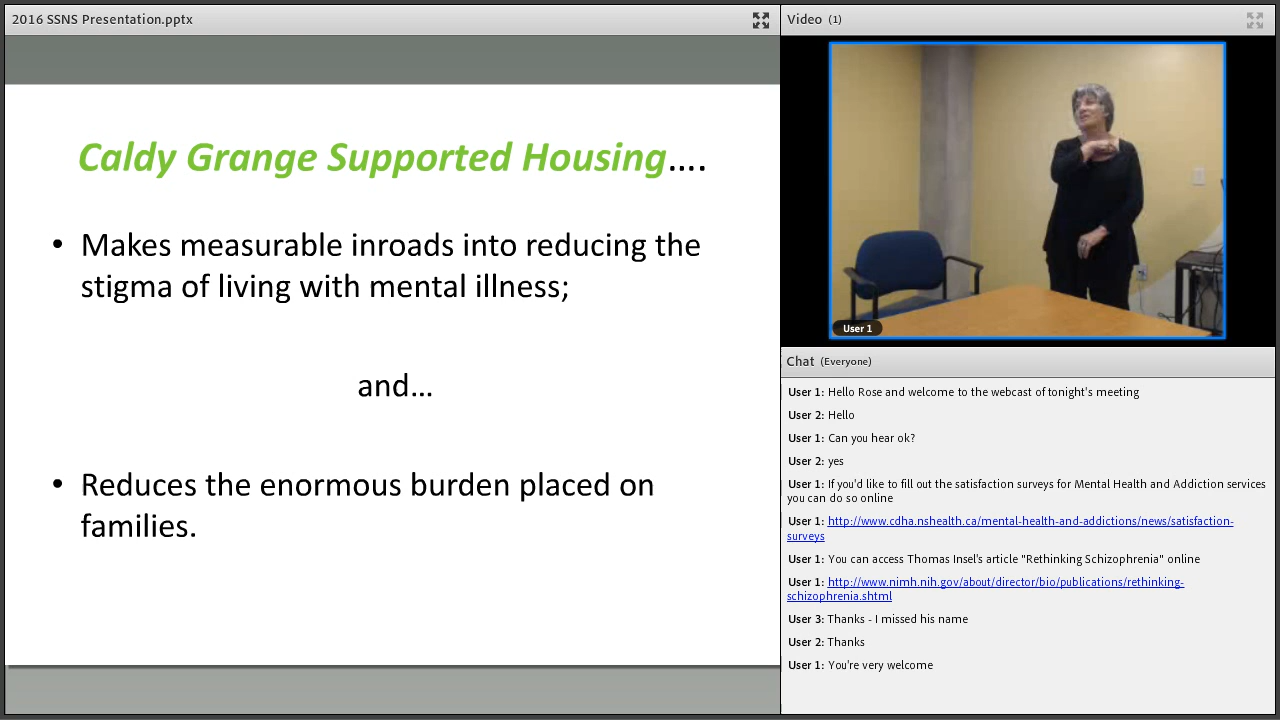 2016 SSNS Presentation.pptx
Caldy Grange Supported Housing....
• Makes measurable inroads into reducing the
stigma of living with mental illness;
and...
• Reduces the enormous burden placed on
families.
Video (1)
User 1
Chat (Everyone)
User 1: Hello Rose and welcome to the webcast of tonight's meeting
User 2: Hello
User 1: Can you hear ok?
User 2: yes
User 1: If you'd like to fill out the satisfaction surveys for Mental Health and Addiction services
you can do so online
User 1: http://www.cdha.nshealth.ca/mental-health-and-addictions/news/satisfaction-
surveys
User 1: You can access Thomas Insel's article "Rethinking Schizophrenia" online
User 1: http://www.nimh.nih.gov/about/director/bio/publications/rethinking-
schizophrenia.shtml
User 3: Thanks - I missed his name
User 2: Thanks
User 1: You're very welcome